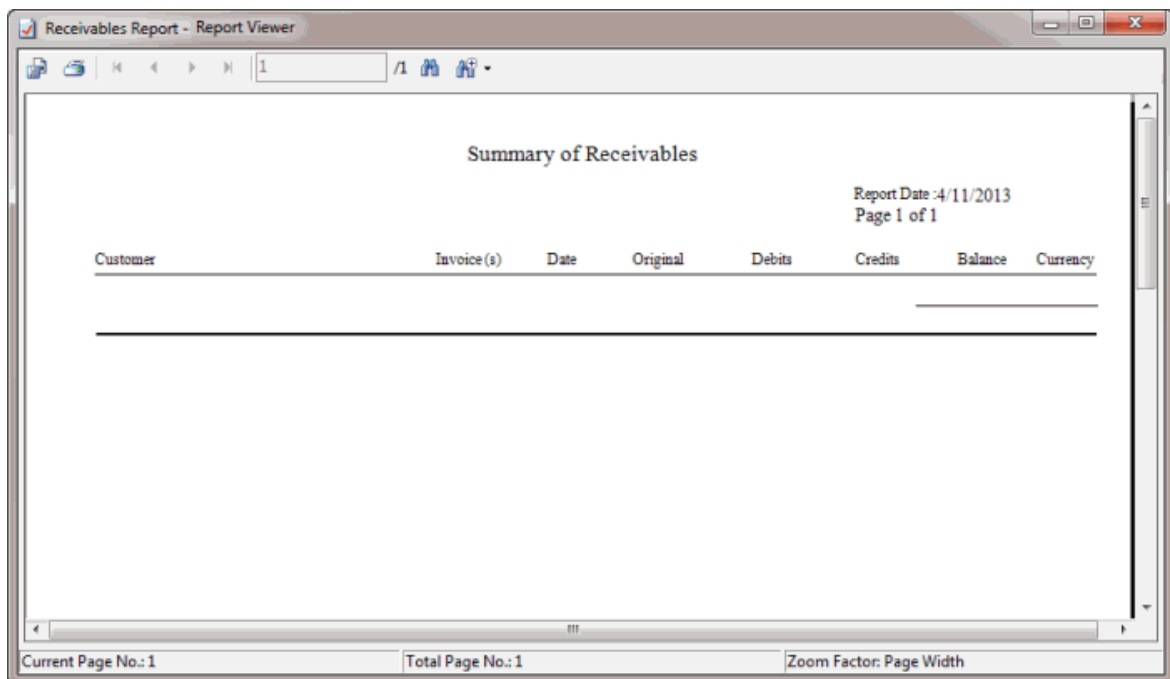 Receivables Report - Report Viewer
1 /1
Summary of Receivables
Report Date :4/11/2013
Page 1 of 1
Customer Invoice(s) Date Original Debits Credits Balance Currency
Current Page No.: 1 Total Page No.: 1 Zoom Factor: Page Width